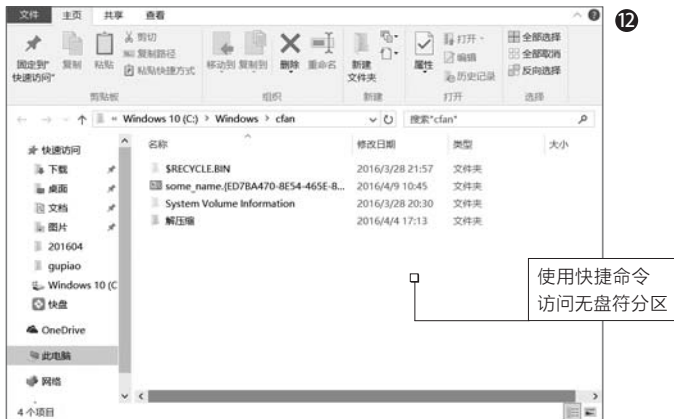 文件 主页 共享 查看
⑫
固定到"快速访问"
复制
粘贴
剪切
复制路径
粘贴快捷方式
移动到 复制到 删除 重命名
新建文件夹
属性
打开
编辑
历史记录
全部选择
全部取消
反向选择
剪贴板 组织 新建 打开 选择
« Windows 10 (C:) > Windows > cfan
搜索"cfan"
名称 修改日期 类型 大小
$RECYCLE.BIN 2016/3/28 21:57 文件夹
some_name.{ED7BA470-8E54-465E-8... 2016/4/9 10:45 文件夹
System Volume Information 2016/3/28 20:30 文件夹
解压缩 2016/4/4 17:13 文件夹
快速访问
下载
桌面
文档
图片
201604
gupiao
Windows 10 (C
快盘
OneDrive
此电脑
网络
使用快捷命令
访问无盘符分区
4 个项目